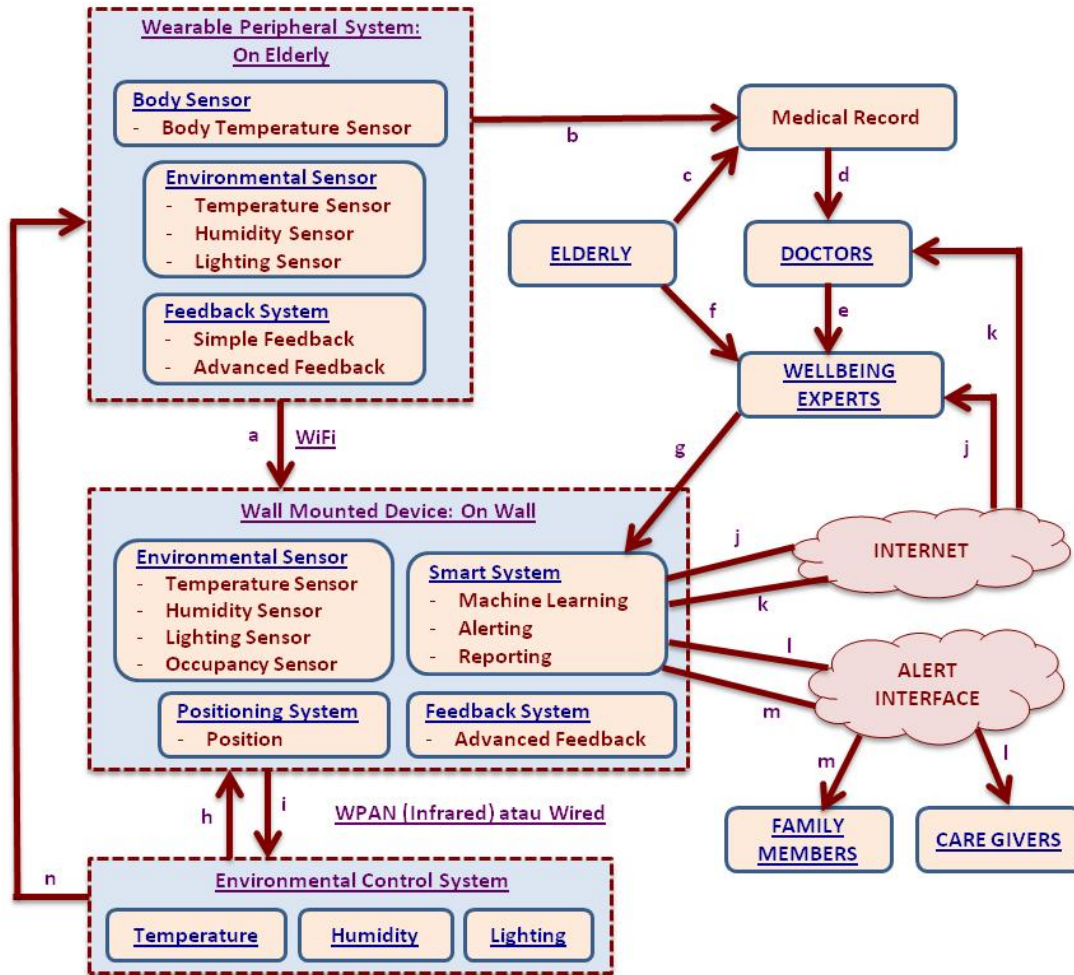 Wearable Peripheral System:
On Elderly
Body Sensor
- Body Temperature Sensor
Environmental Sensor
- Temperature Sensor
- Humidity Sensor
- Lighting Sensor
Feedback System
- Simple Feedback
- Advanced Feedback
b
Medical Record
c
d
ELDERLY
DOCTORS
f
e
k
WELLBEING
EXPERTS
a
WiFi
g
j
Wall Mounted Device: On Wall
Environmental Sensor
- Temperature Sensor
- Humidity Sensor
- Lighting Sensor
- Occupancy Sensor
Smart System
- Machine Learning
- Alerting
- Reporting
Positioning System
- Position
Feedback System
- Advanced Feedback
j
k
INTERNET
l
m
ALERT
INTERFACE
m
l
FAMILY
MEMBERS
CARE GIVERS
h
i
WPAN (Infrared) atau Wired
n
Environmental Control System
Temperature
Humidity
Lighting